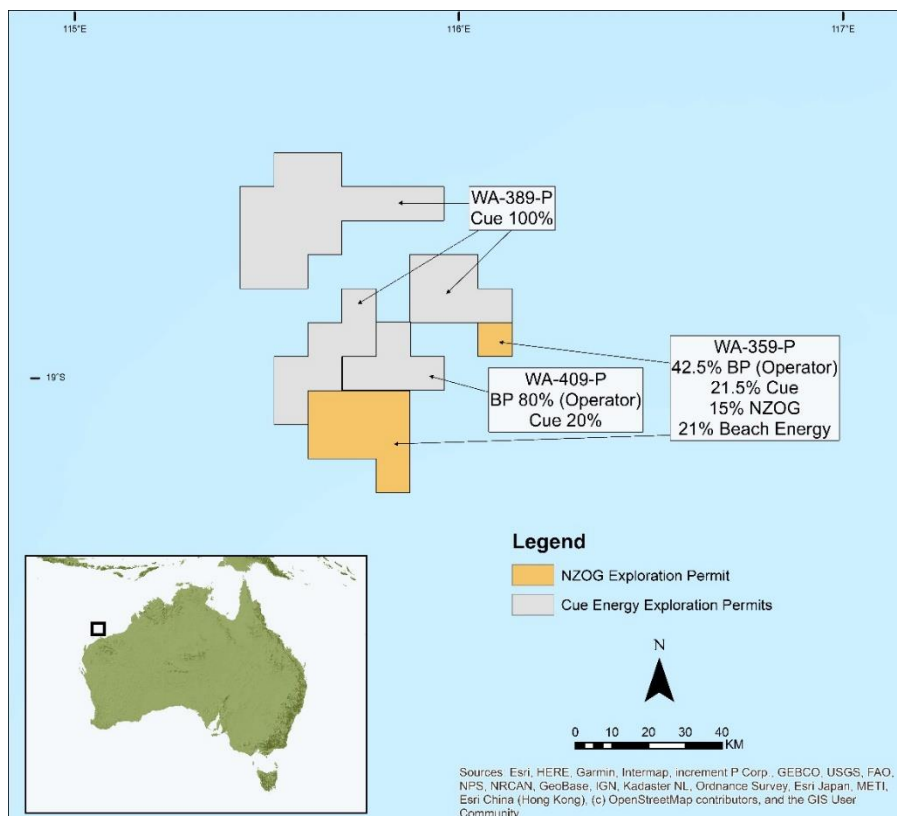 115°E
116°E
117°E
WA-389-P
Cue 100%
19°S
WA-409-P
BP 80% (Operator)
Cue 20%
WA-359-P
42.5% BP (Operator)
21.5% Cue
15% NZOG
21% Beach Energy
Legend
NZOG Exploration Permit
Cue Energy Exploration Permits
N
0 5 10 20 30 40
KM
Sources: Esri, HERE, Garmin, Intermap, increment P Corp., GEBCO, USGS, FAO,
NPS, NRCAN, GeoBase, IGN, Kadaster NL, Ordnance Survey, Esri Japan, METI,
Esri China (Hong Kong), (c) OpenStreetMap contributors, and the GIS User
Community